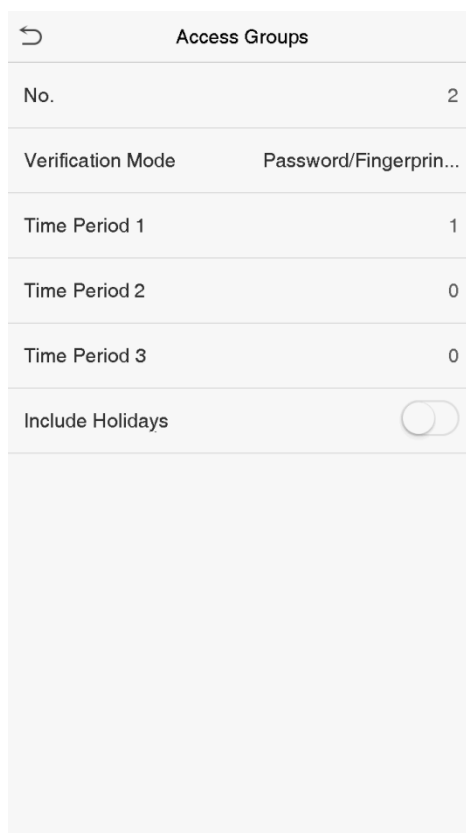 Access Groups
No. 2
Verification Mode Password/Fingerprin...
Time Period 1 1
Time Period 2 0
Time Period 3 0
Include Holidays